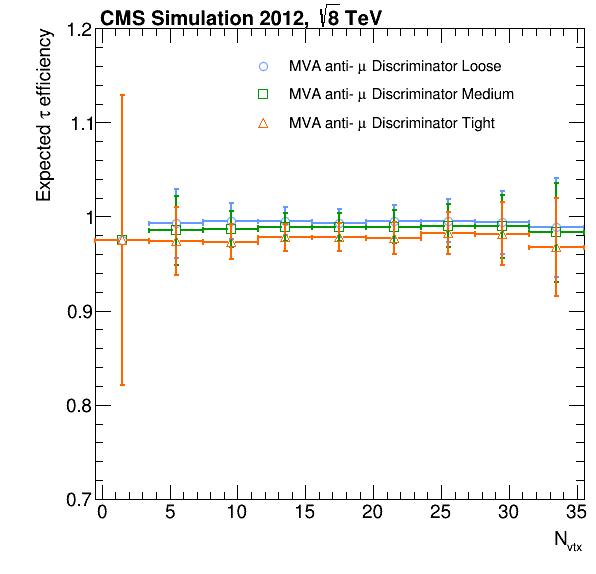 CMS Simulation 2012, √8 TeV
Expected τ efficiency
MVA anti- μ Discriminator Loose
MVA anti- μ Discriminator Medium
MVA anti- μ Discriminator Tight
1.2
1.1
1
0.9
0.8
0.7
0 5 10 15 20 25 30 35
N_vtx